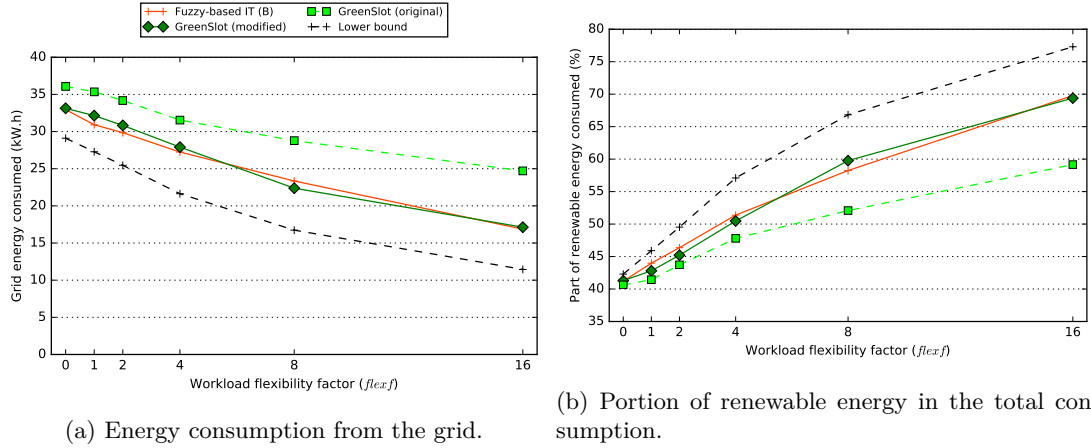 Fuzzy-based IT (B)
GreenSlot (modified)
GreenSlot (original)
Lower bound
40
35
30
25
20
15
10
5
0
Grid energy consumed (kW.h)
0 1 2 4 8 16
Workload flexibility factor (flexf)
(a) Energy consumption from the grid.
80
75
70
65
60
55
50
45
40
35
Part of renewable energy consumed (%)
0 1 2 4 8 16
Workload flexibility factor (flexf)
(b) Portion of renewable energy in the total con
sumption.